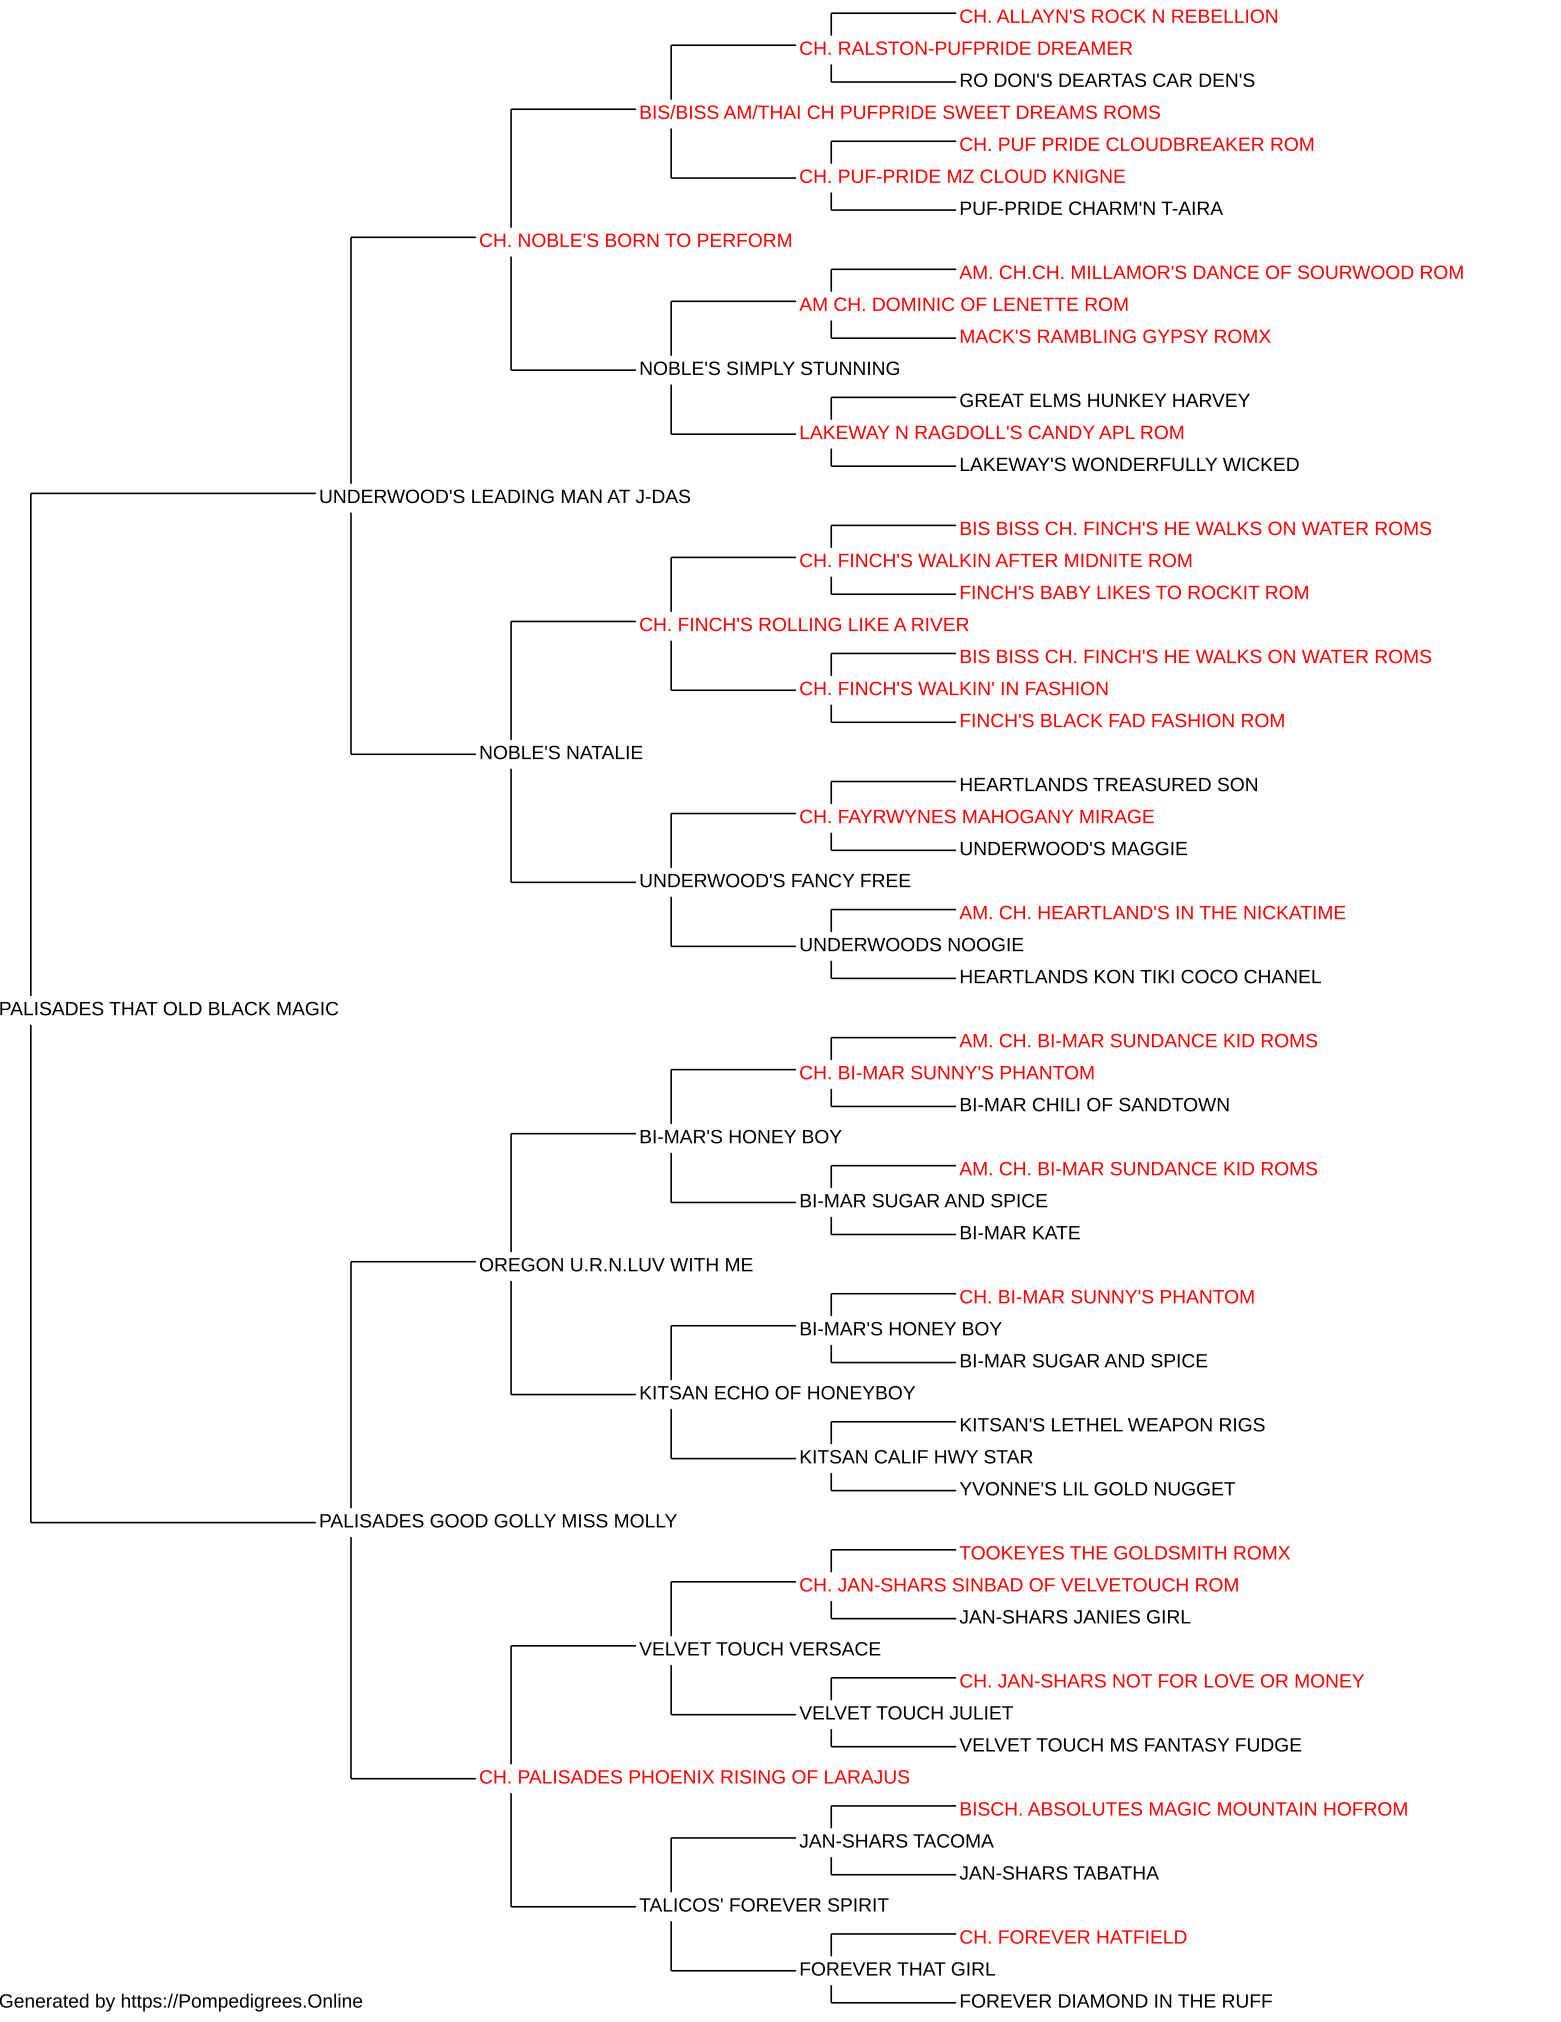 CH. ALLAYN'S ROCK N REBELLION
CH. RALSTON-PUFPRIDE DREAMER
RO DON'S DEARTAS CAR DEN'S
BIS/BISS AM/THAI CH PUFPRIDE SWEET DREAMS ROMS
CH. PUF PRIDE CLOUDBREAKER ROM
CH. PUF-PRIDE MZ CLOUD KNIGNE
PUF-PRIDE CHARM'N T-AIRA
CH. NOBLE'S BORN TO PERFORM
AM. CH.CH. MILLAMOR'S DANCE OF SOURWOOD ROM
AM CH. DOMINIC OF LENETTE ROM
MACK'S RAMBLING GYPSY ROMX
NOBLE'S SIMPLY STUNNING
GREAT ELMS HUNKEY HARVEY
LAKEWAY N RAGDOLL'S CANDY APL ROM
LAKEWAY'S WONDERFULLY WICKED
UNDERWOOD'S LEADING MAN AT J-DAS
BIS BISS CH. FINCH'S HE WALKS ON WATER ROMS
CH. FINCH'S WALKIN AFTER MIDNITE ROM
FINCH'S BABY LIKES TO ROCKIT ROM
CH. FINCH'S ROLLING LIKE A RIVER
BIS BISS CH. FINCH'S HE WALKS ON WATER ROMS
CH. FINCH'S WALKIN' IN FASHION
FINCH'S BLACK FAD FASHION ROM
NOBLE'S NATALIE
HEARTLANDS TREASURED SON
CH. FAYRWYNES MAHOGANY MIRAGE
UNDERWOOD'S MAGGIE
UNDERWOOD'S FANCY FREE
AM. CH. HEARTLAND'S IN THE NICKATIME
UNDERWOODS NOOGIE
HEARTLANDS KON TIKI COCO CHANEL
PALISADES THAT OLD BLACK MAGIC
AM. CH. BI-MAR SUNDANCE KID ROMS
CH. BI-MAR SUNNY'S PHANTOM
BI-MAR CHILI OF SANDTOWN
BI-MAR'S HONEY BOY
AM. CH. BI-MAR SUNDANCE KID ROMS
BI-MAR SUGAR AND SPICE
BI-MAR KATE
OREGON U.R.N.LUV WITH ME
CH. BI-MAR SUNNY'S PHANTOM
BI-MAR'S HONEY BOY
BI-MAR SUGAR AND SPICE
KITSAN ECHO OF HONEYBOY
KITSAN'S LETHEL WEAPON RIGS
KITSAN CALIF HWY STAR
YVONNE'S LIL GOLD NUGGET
PALISADES GOOD GOLLY MISS MOLLY
TOOKEYES THE GOLDSMITH ROMX
CH. JAN-SHARS SINBAD OF VELVETOUCH ROM
JAN-SHARS JANIES GIRL
VELVET TOUCH VERSACE
CH. JAN-SHARS NOT FOR LOVE OR MONEY
VELVET TOUCH JULIET
VELVET TOUCH MS FANTASY FUDGE
CH. PALISADES PHOENIX RISING OF LARAJUS
BISCH. ABSOLUTES MAGIC MOUNTAIN HOFROM
JAN-SHARS TACOMA
JAN-SHARS TABATHA
TALICOS' FOREVER SPIRIT
CH. FOREVER HATFIELD
FOREVER THAT GIRL
FOREVER DIAMOND IN THE RUFF
Generated by https://Pompedigrees.Online